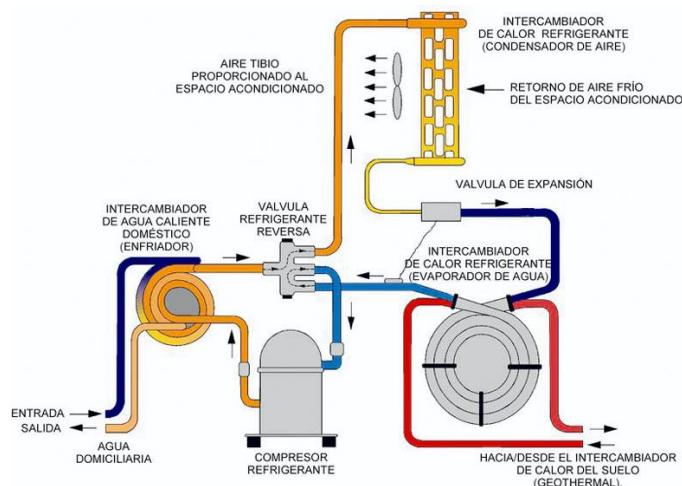 INTERCAMBIADOR
DE CALOR REFRIGERANTE
(CONDENSADOR DE AIRE)
AIRE TIBIO
PROPORCIONADO AL
ESPACIO ACONDICIONADO
RETORNO DE AIRE FRÍO
DEL ESPACIO ACONDICIONADO
VALVULA DE EXPANSIÓN
INTERCAMBIADOR
DE AGUA CALIENTE
DOMÉSTICO
(ENFRIADOR)
VALVULA
REFRIGERANTE
REVERSA
INTERCAMBIADOR
DE CALOR REFRIGERANTE
(EVAPORADOR DE AGUA)
ENTRADA
SALIDA
AGUA
DOMICILIARIA
COMPRESOR
REFRIGERANTE
HACIA/DESDE EL INTERCAMBIADOR
DE CALOR DEL SUELO
(GEOTHERMAL).